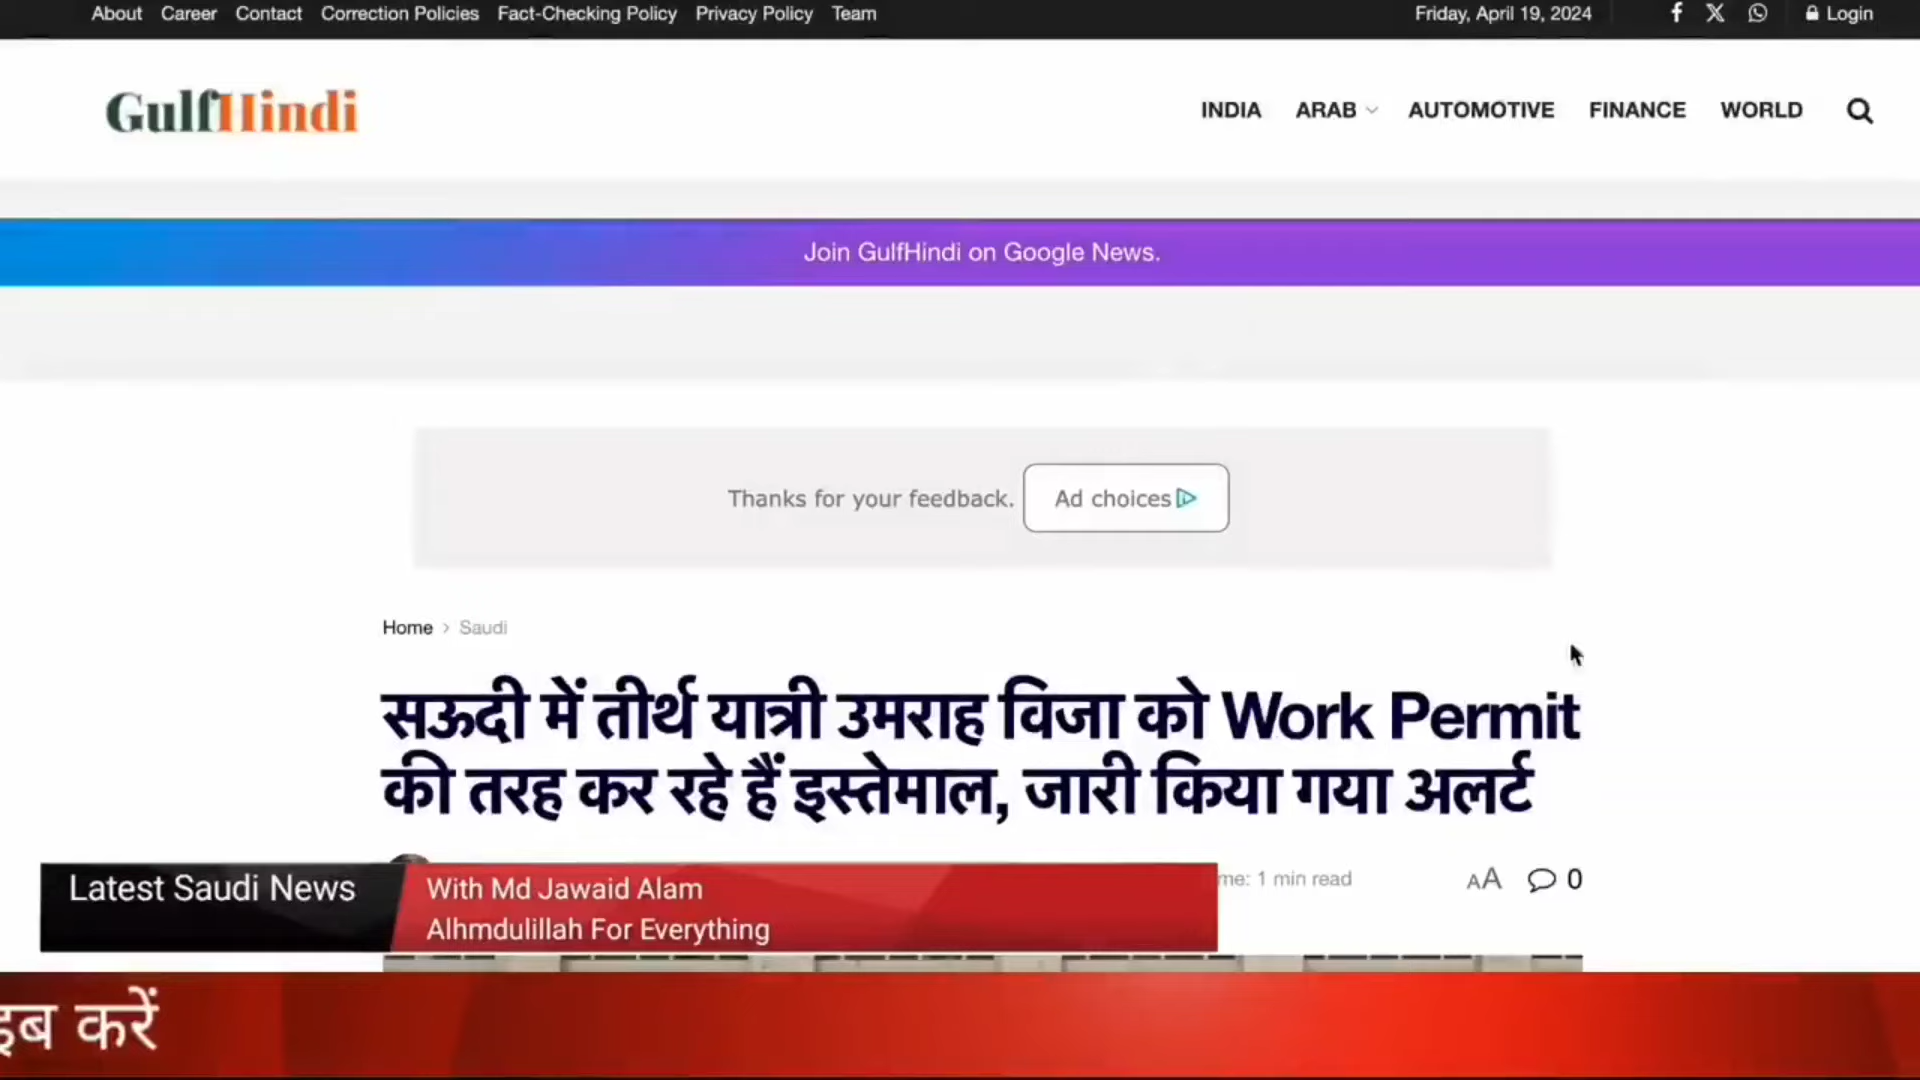 About Career Contact Correction Policies Fact-Checking Policy Privacy Policy Team Friday, April 19, 2024 Login
GulfHindi INDIA ARAB AUTOMOTIVE FINANCE WORLD
Join GulfHindi on Google News.
Thanks for your feedback. Ad choices
Home > Saudi
सऊदी में तीर्थ यात्री उमराह विजा को Work Permit
की तरह कर रहे हैं इस्तेमाल, जारी किया गया अलर्ट
1 min read AA 0
Latest Saudi News
With Md Jawaid Alam
Alhmdulillah For Everything
करें